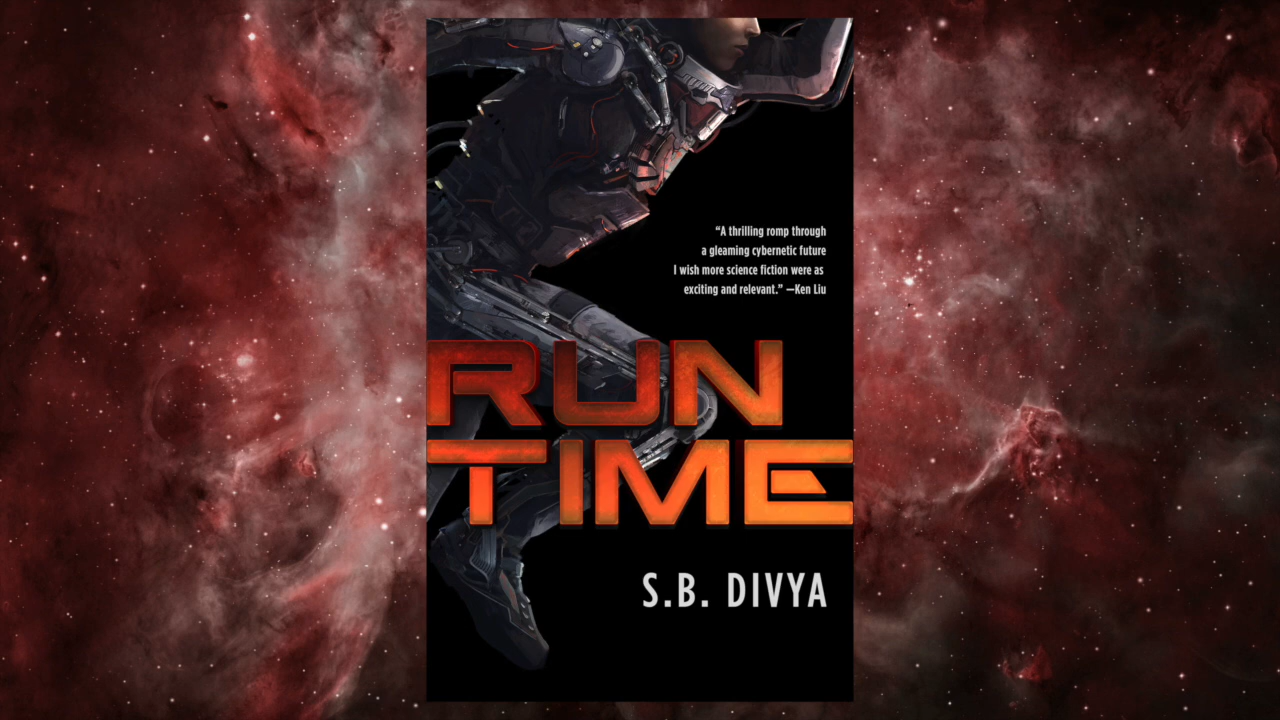 “A thrilling romp through
a gleaming cybernetic future
I wish more science fiction were as
exciting and relevant.” —Ken Liu
RUN
TIME
S.B. DIVYA